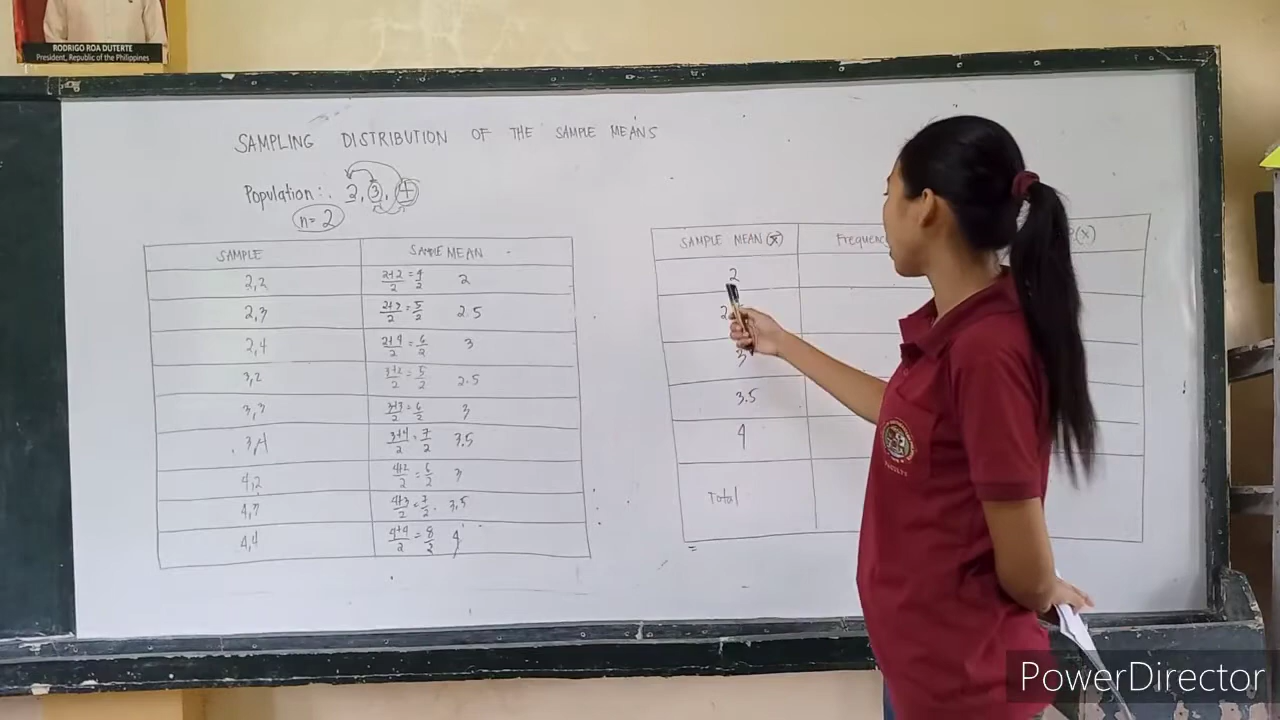 RODRIGO ROA DUTERTE
President, Republic of the Philippines
SAMPLING DISTRIBUTION OF THE SAMPLE MEANS
Population: 2, 3, 4
n = 2
SAMPLE SAMPLE MEAN
2,2 2+2/2 = 4/2 2
2,3 2+3/2 = 5/2 2.5
2,4 2+4/2 = 6/2 3
3,2 3+2/2 = 5/2 2.5
3,3 3+3/2 = 6/2 3
3,4 3+4/2 = 7/2 3.5
4,2 4+2/2 = 6/2 3
4,3 4+3/2 = 7/2 3.5
4,4 4+4/2 = 8/2 4
SAMPLE MEAN (x̄) Frequency P(x)
2
2
3
3.5
4
Total
FACULTY
PowerDirector